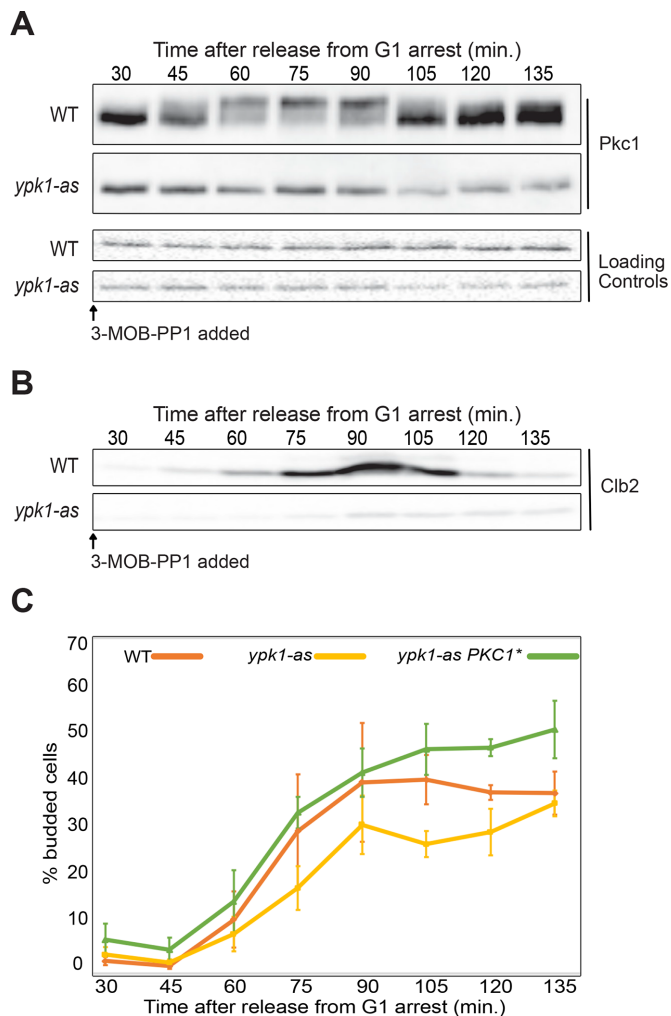 A
Time after release from G1 arrest (min.)
30 45 60 75 90 105 120 135
WT
Pkc1
ypk1-as
WT
Loading
Controls
ypk1-as
3-MOB-PP1 added
B
Time after release from G1 arrest (min.)
30 45 60 75 90 105 120 135
WT
Clb2
ypk1-as
3-MOB-PP1 added
C
70
WT ypk1-as ypk1-as PKC1*
60
50
40
30
20
10
0
% budded cells
30 45 60 75 90 105 120 135
Time after release from G1 arrest (min.)